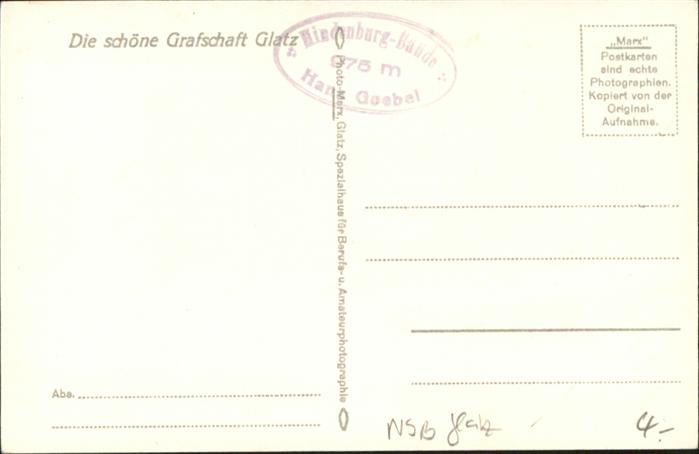 Die schöne Grafschaft Glatz
Hindenburg-Baude
975 m
Hans Goebel
„Marx"
Postkarten
sind echte
Photographien.
Kopiert von der
Original-
Aufnahme.
Photo-Marx, Glatz, Spezialhaus für Berufs- u. Amateurphotographie
Abs.
NSB
4.-